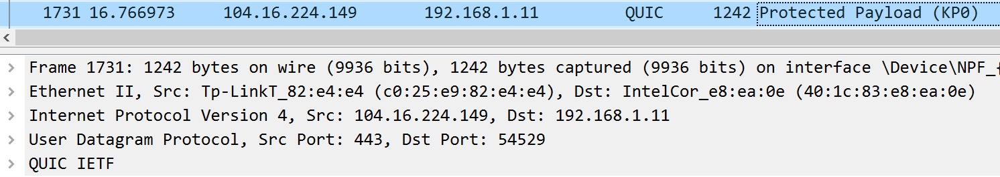 1731 16.766973 104.16.224.149 192.168.1.11 QUIC 1242 Protected Payload (KP0)
Frame 1731: 1242 bytes on wire (9936 bits), 1242 bytes captured (9936 bits) on interface \Device\NPF_{
Ethernet II, Src: Tp-LinkT_82:e4:e4 (c0:25:e9:82:e4:e4), Dst: IntelCor_e8:ea:0e (40:1c:83:e8:ea:0e)
Internet Protocol Version 4, Src: 104.16.224.149, Dst: 192.168.1.11
User Datagram Protocol, Src Port: 443, Dst Port: 54529
QUIC IETF